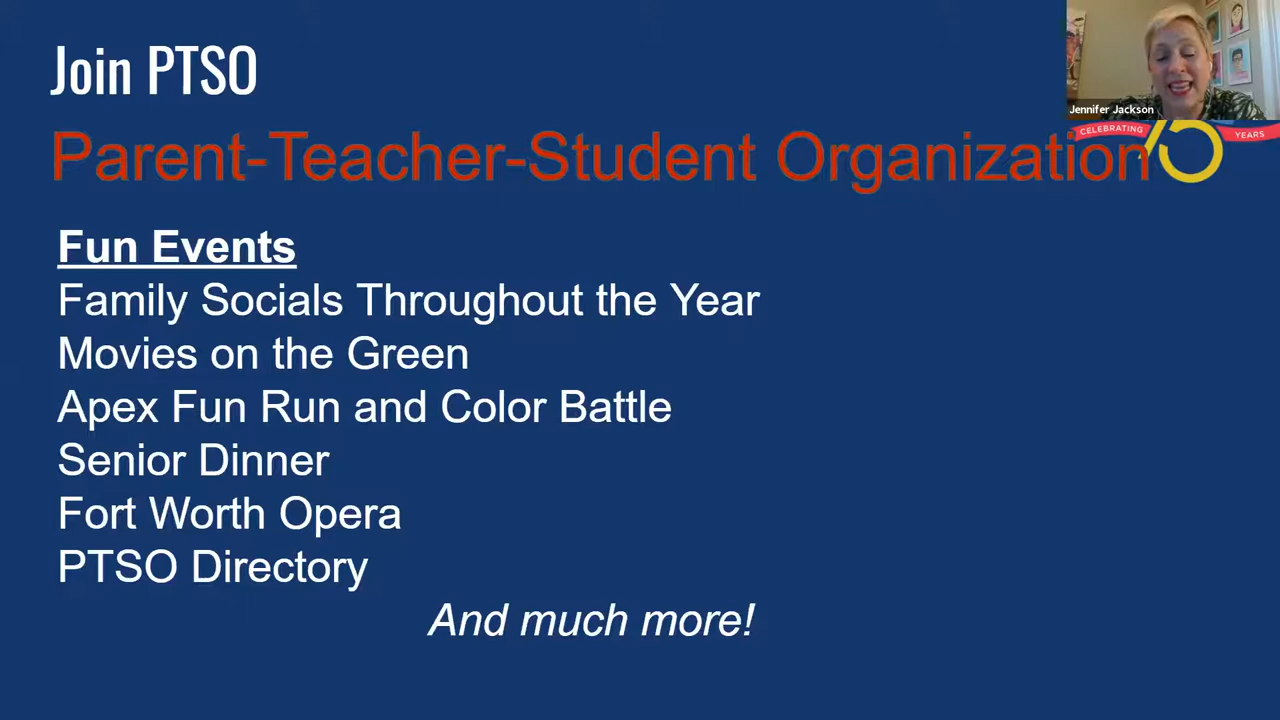 Join PTSO
Jennifer Jackson
CELEBRATING
YEARS
Parent-Teacher-Student Organization
Fun Events
Family Socials Throughout the Year
Movies on the Green
Apex Fun Run and Color Battle
Senior Dinner
Fort Worth Opera
PTSO Directory
And much more!